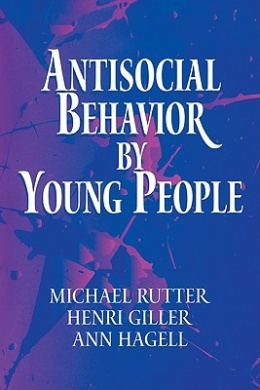 ANTISOCIAL
BEHAVIOR
BY
YOUNG PEOPLE
MICHAEL RUTTER
HENRI GILLER
ANN HAGELL